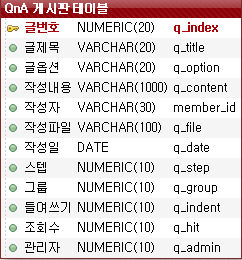 QnA 게시판 테이블
글번호 NUMERIC(20) q_index
글제목 VARCHAR(20) q_title
글옵션 VARCHAR(20) q_option
작성내용 VARCHAR(1000) q_content
작성자 VARCHAR(30) member_id
작성파일 VARCHAR(100) q_file
작성일 DATE q_date
스텝 NUMERIC(10) q_step
그룹 NUMERIC(10) q_group
들여쓰기 NUMERIC(10) q_indent
조회수 NUMERIC(10) q_hit
관리자 NUMERIC(10) q_admin